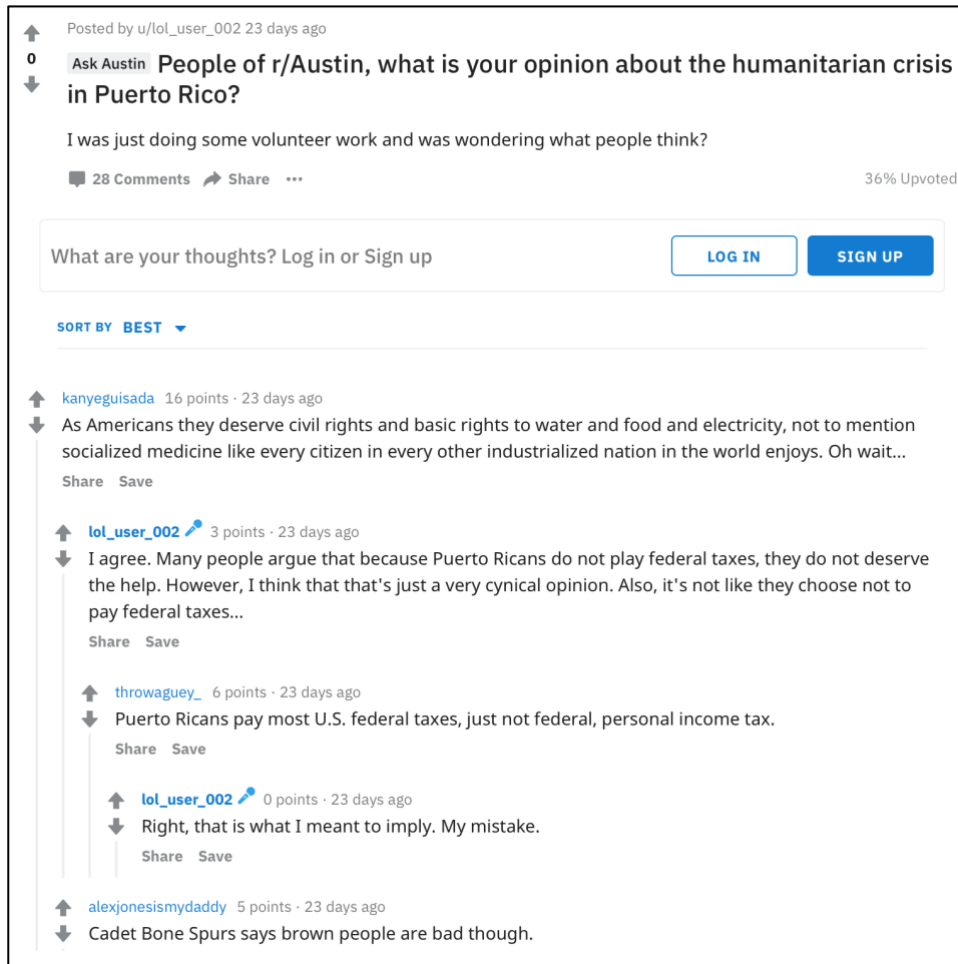 Posted by u/lol_user_002 23 days ago
0
Ask Austin People of r/Austin, what is your opinion about the humanitarian crisis
in Puerto Rico?
I was just doing some volunteer work and was wondering what people think?
28 Comments Share ••• 36% Upvoted
What are your thoughts? Log in or Sign up LOG IN SIGN UP
SORT BY BEST
kanyeguisada 16 points · 23 days ago
As Americans they deserve civil rights and basic rights to water and food and electricity, not to mention
socialized medicine like every citizen in every other industrialized nation in the world enjoys. Oh wait...
Share Save
lol_user_002 3 points · 23 days ago
I agree. Many people argue that because Puerto Ricans do not play federal taxes, they do not deserve
the help. However, I think that that's just a very cynical opinion. Also, it's not like they choose not to
pay federal taxes...
Share Save
throwaguey_ 6 points · 23 days ago
Puerto Ricans pay most U.S. federal taxes, just not federal, personal income tax.
Share Save
lol_user_002 0 points · 23 days ago
Right, that is what I meant to imply. My mistake.
Share Save
alexjonesismydaddy 5 points · 23 days ago
Cadet Bone Spurs says brown people are bad though.